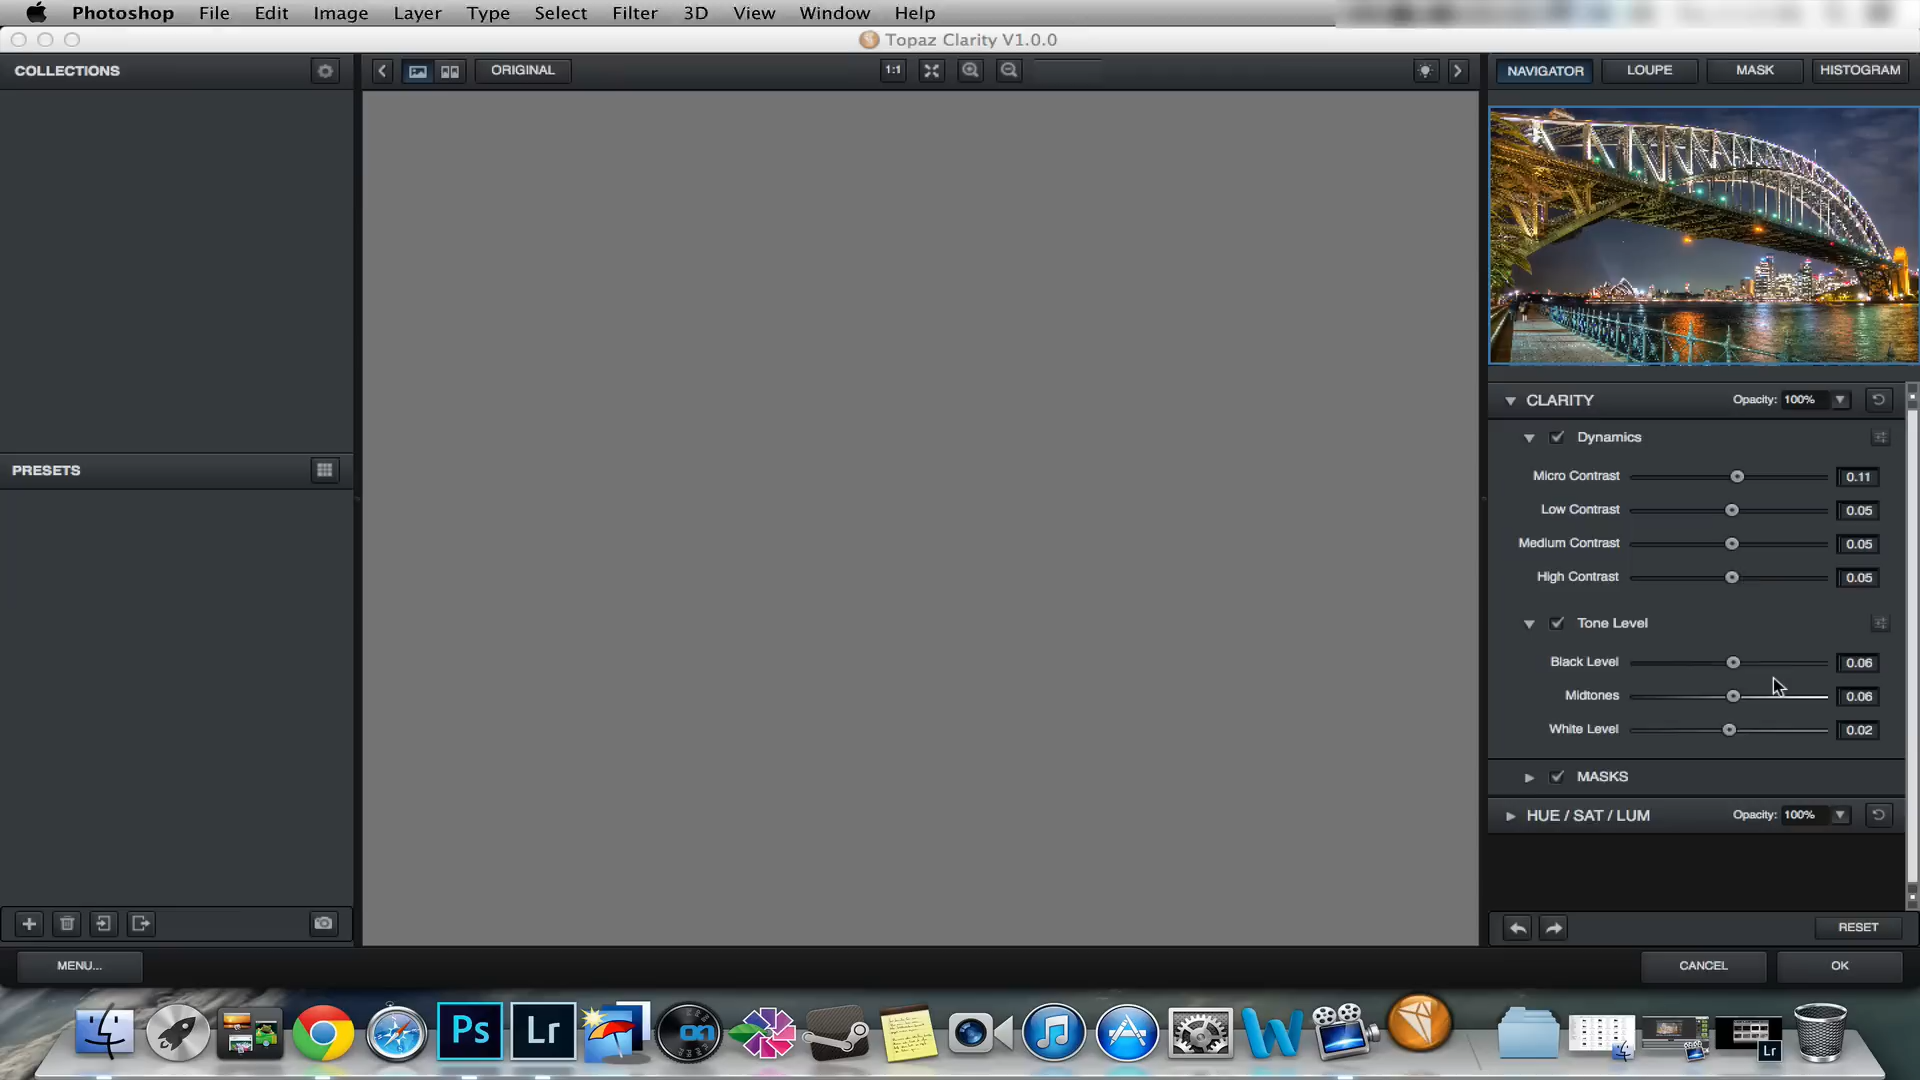 Photoshop File Edit Image Layer Type Select Filter 3D View Window Help
Topaz Clarity V1.0.0
COLLECTIONS
ORIGINAL
1:1
NAVIGATOR LOUPE MASK HISTOGRAM
CLARITY Opacity: 100%
Dynamics
Micro Contrast 0.11
Low Contrast 0.05
Medium Contrast 0.05
High Contrast 0.05
Tone Level
Black Level 0.06
Midtones 0.06
White Level 0.02
MASKS
HUE / SAT / LUM Opacity: 100%
PRESETS
RESET
MENU...
CANCEL OK
Ps Lr on W Lr